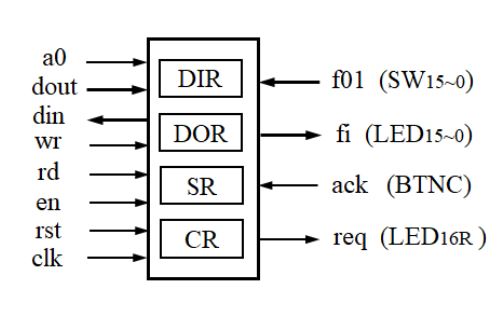 a0
dout
din
wr
rd
en
rst
clk
DIR
DOR
SR
CR
f01 (SW15~0)
fi (LED15~0)
ack (BTNC)
req (LED16R )